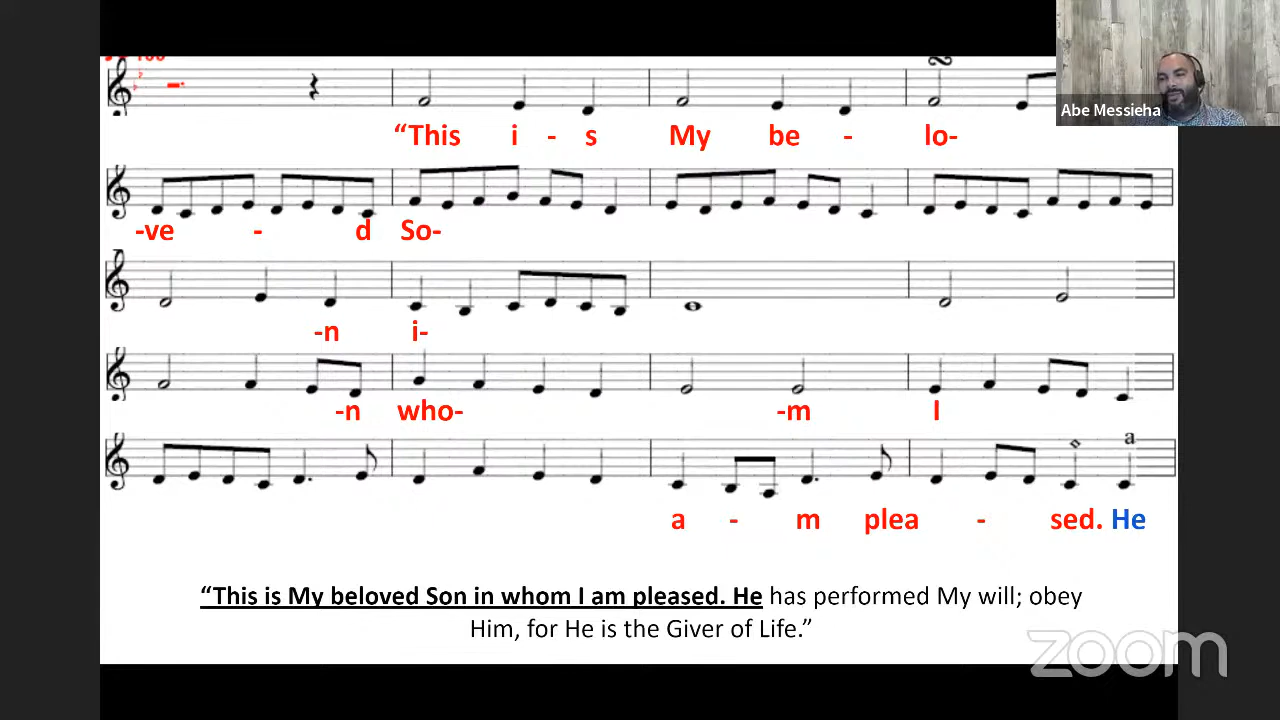 Abe Messieha
“This i - s My be - lo-
-ve - d So-
-n i-
-n who- -m I
a
a - m plea - sed. He
“This is My beloved Son in whom I am pleased. He has performed My will; obey
Him, for He is the Giver of Life.”
zoom